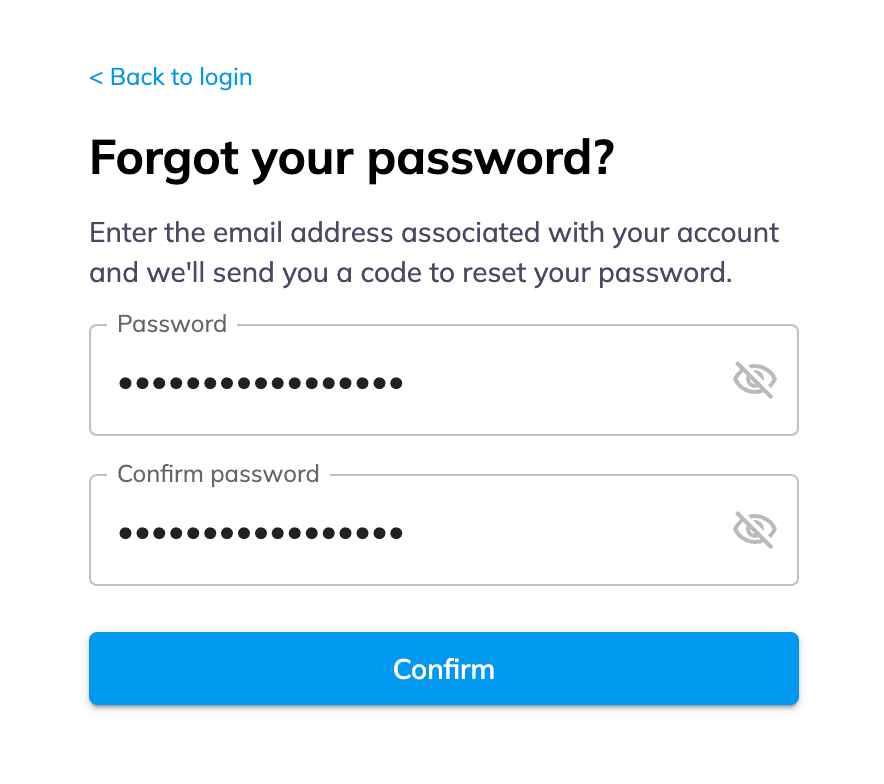 < Back to login
Forgot your password?
Enter the email address associated with your account
and we'll send you a code to reset your password.
Password
•••••••••••••••••
Confirm password
•••••••••••••••••
Confirm